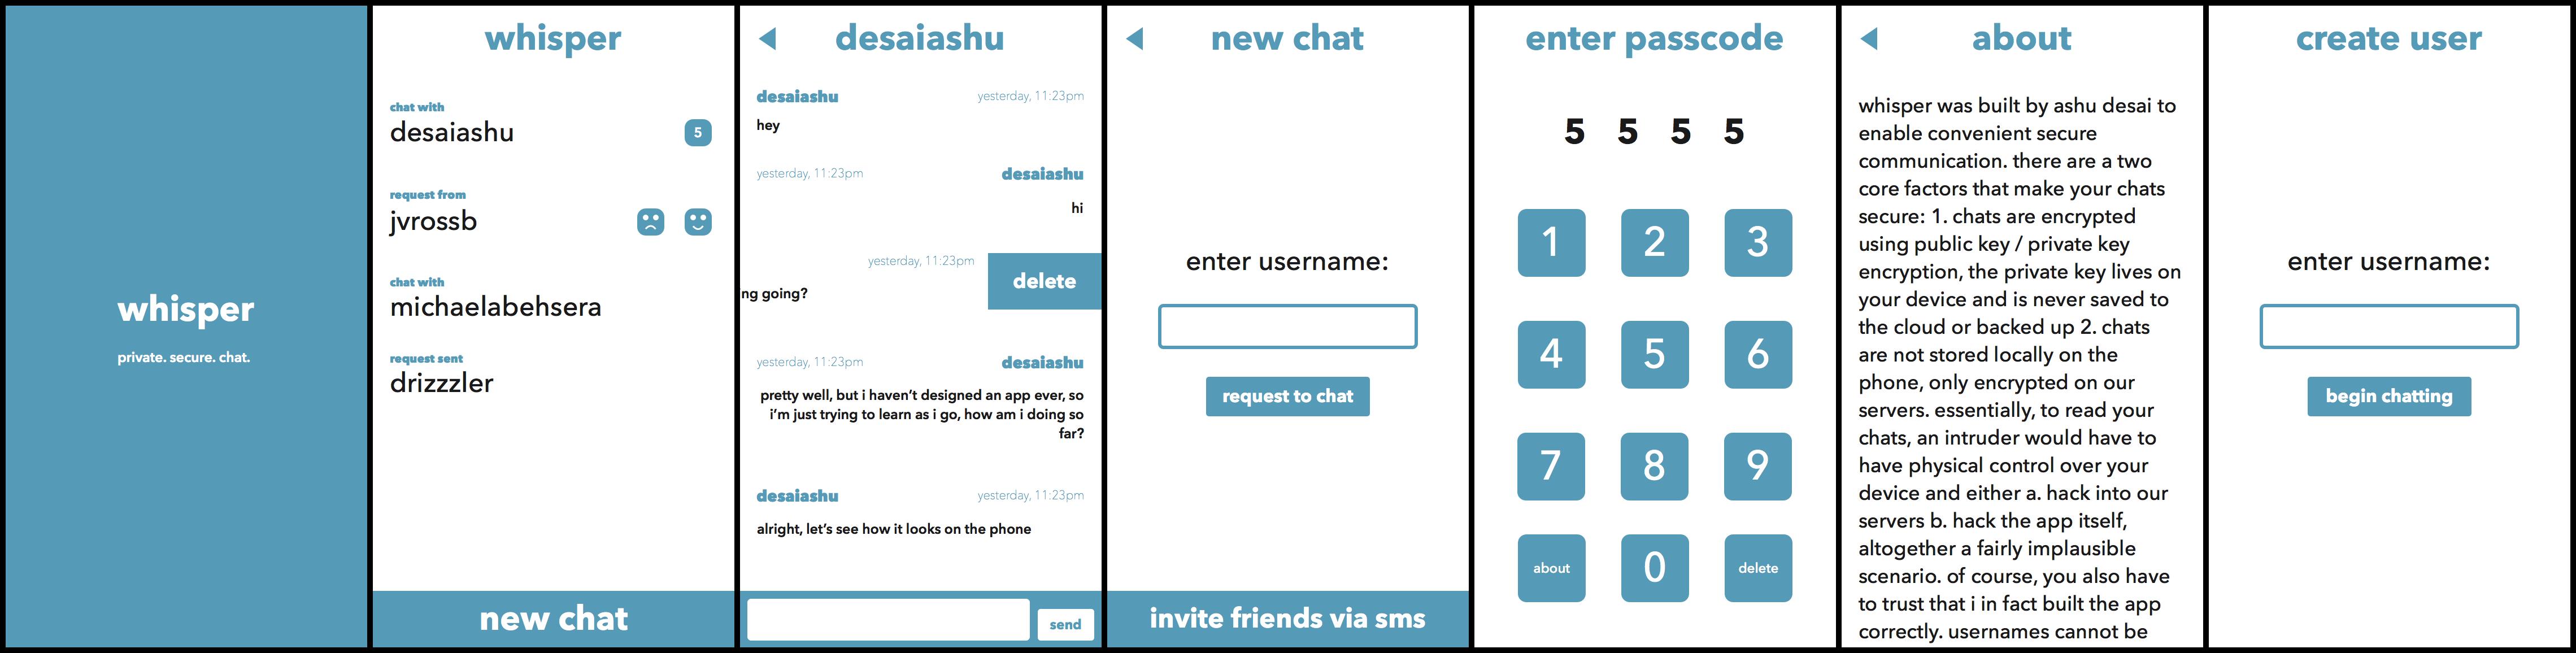 whisper
private. secure. chat.
whisper
chat with
desaiashu
5
request from
jvrossb
chat with
michaelabehsera
request sent
drizzzler
new chat
desaiashu
desaiashu yesterday, 11:23pm
hey
yesterday, 11:23pm desaiashu
hi
yesterday, 11:23pm
ng going?
delete
yesterday, 11:23pm desaiashu
pretty well, but i haven’t designed an app ever, so
i’m just trying to learn as i go, how am i doing so
far?
desaiashu yesterday, 11:23pm
alright, let’s see how it looks on the phone
send
new chat
enter username:
request to chat
invite friends via sms
enter passcode
5 5 5 5
1 2 3
4 5 6
7 8 9
about 0 delete
about
whisper was built by ashu desai to
enable convenient secure
communication. there are a two
core factors that make your chats
secure: 1. chats are encrypted
using public key / private key
encryption, the private key lives on
your device and is never saved to
the cloud or backed up 2. chats
are not stored locally on the
phone, only encrypted on our
servers. essentially, to read your
chats, an intruder would have to
have physical control over your
device and either a. hack into our
servers b. hack the app itself,
altogether a fairly implausible
scenario. of course, you also have
to trust that i in fact built the app
correctly. usernames cannot be
create user
enter username:
begin chatting